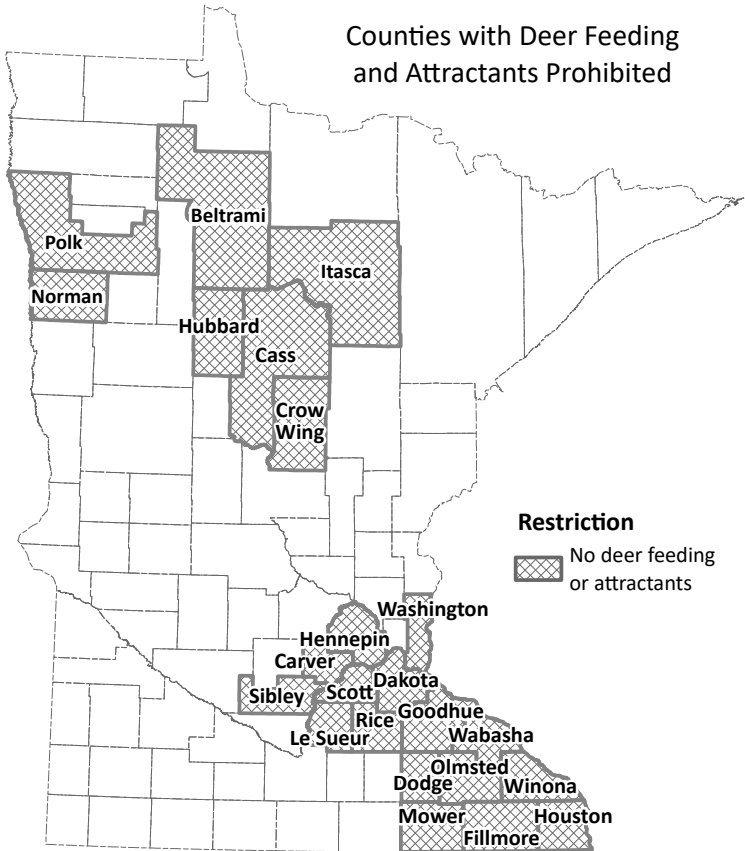 Counties with Deer Feeding
and Attractants Prohibited
Beltrami
Polk
Itasca
Norman
Hubbard
Cass
Crow
Wing
Restriction
No deer feeding
or attractants
Washington
Hennepin
Carver
Dakota
Scott
Sibley
Goodhue
Rice
Wabasha
Le Sueur
Olmsted
Dodge
Winona
Mower
Houston
Fillmore